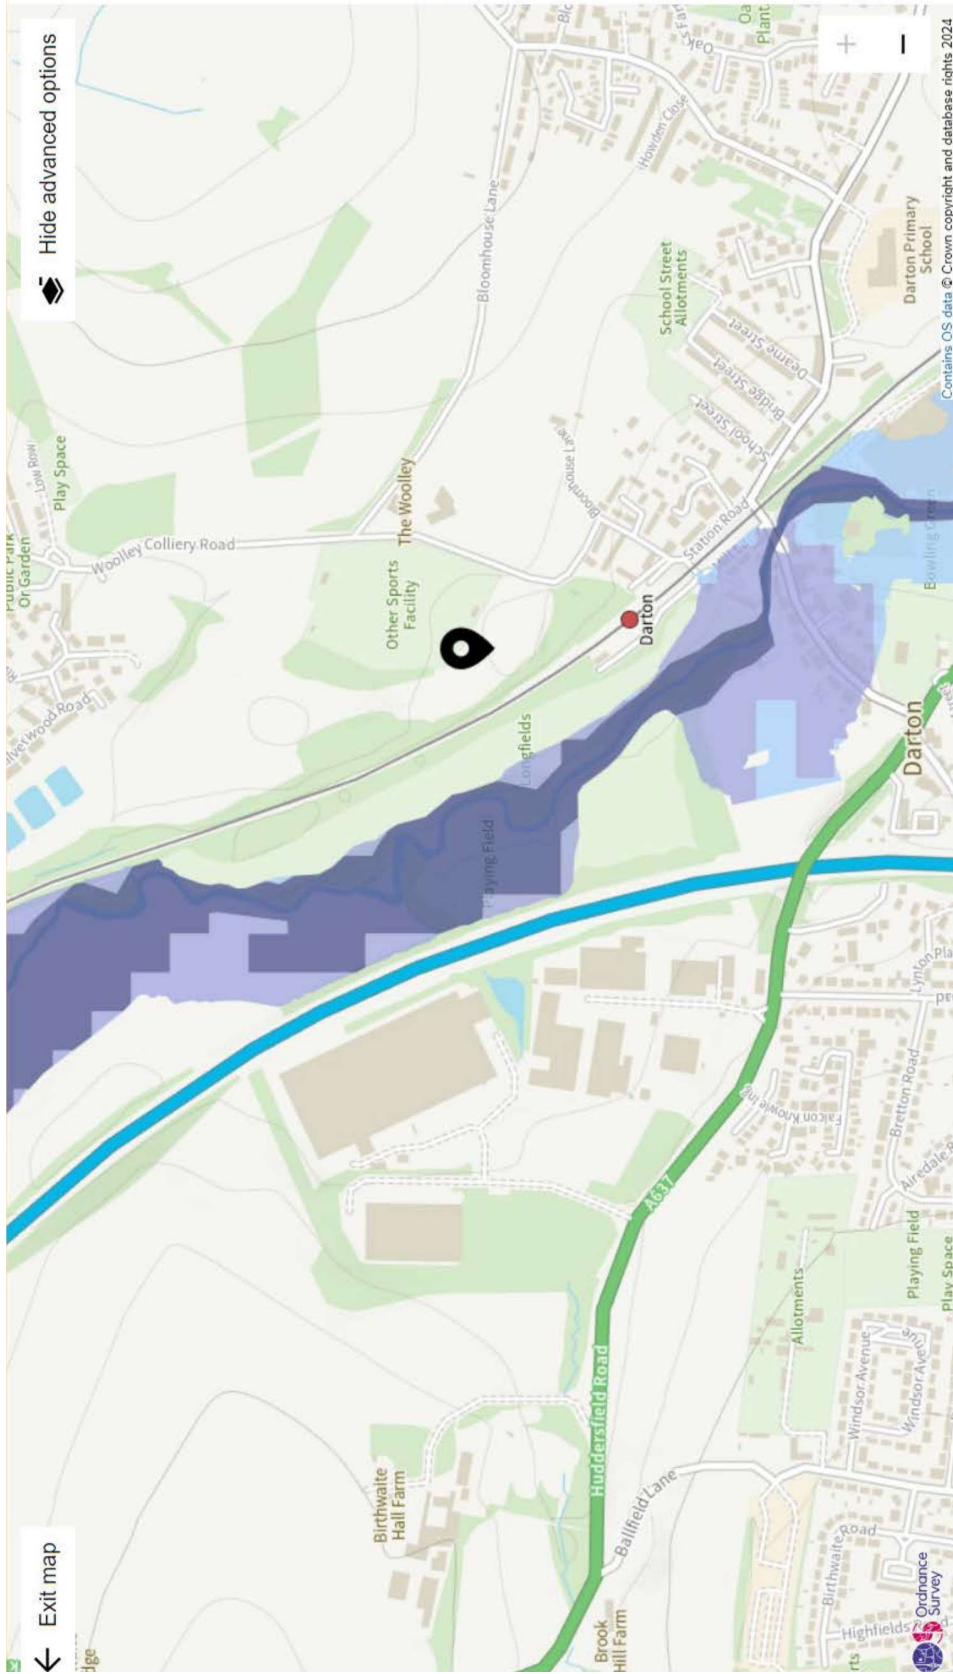 ← Exit map
Hide advanced options
Public Park
Or Garden
Low Row
Play Space
Woolley Colliery Road
Bloomhouse Lane
The Woolley
Other Sports
Facility
Birthwaite
Hall Farm
Playing Field
Longfields
Bloomhouse Lane
Howden Close
School Street
Allotments
Darton
Station Road
School Street
Bridge Street
Dearne Street
Huddersfield Road
A637
Ballfield Lane
Brook
Hill Farm
Falcon Knowle Ing
Allotments
Darton
Darton Primary
School
Bowling Green
Birthwaite
Road
Windsor Avenue
Windsor Avenue
Bretton Road
Playing Field
Play Space
Highfields
Ordnance
Survey
+
−
Contains OS data © Crown copyright and database rights 2024